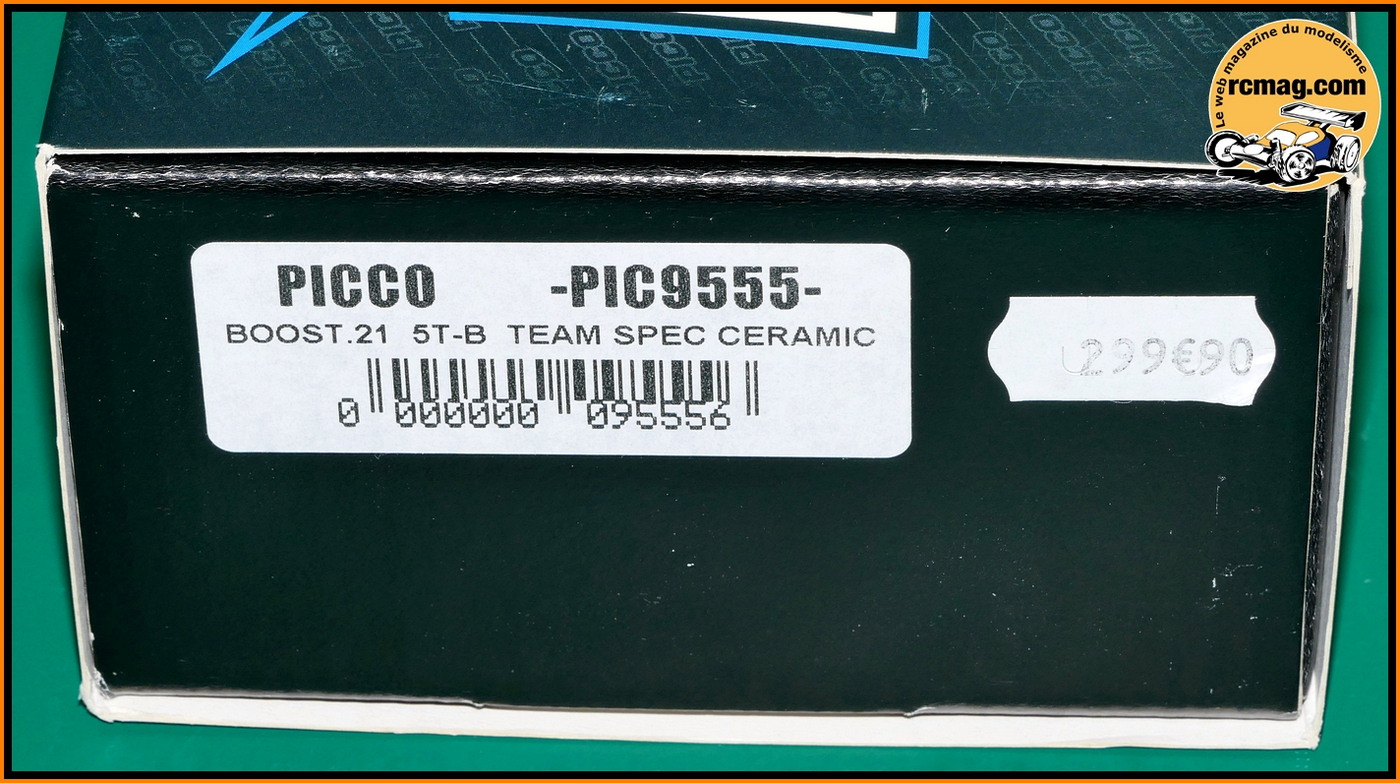 Le web magazine du modelisme
rcmag.com
PICCO -PIC9555-
BOOST.21 5T-B TEAM SPEC CERAMIC
0 000000 095556
299€90